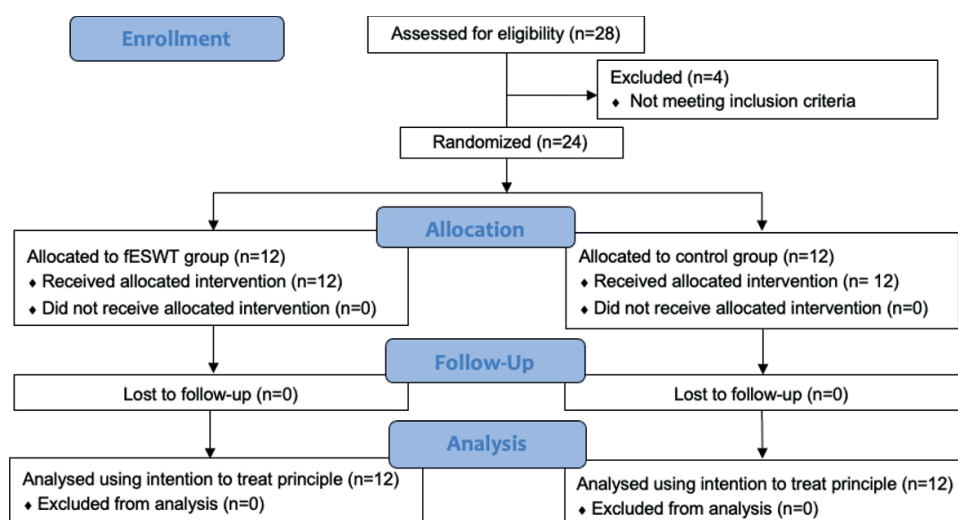 Enrollment
Assessed for eligibility (n=28)
Excluded (n=4)
♦ Not meeting inclusion criteria
Randomized (n=24)
Allocation
Allocated to fESWT group (n=12)
♦ Received allocated intervention (n=12)
♦ Did not receive allocated intervention (n=0)
Allocated to control group (n=12)
♦ Received allocated intervention (n= 12)
♦ Did not receive allocated intervention (n=0)
Follow-Up
Lost to follow-up (n=0)
Lost to follow-up (n=0)
Analysis
Analysed using intention to treat principle (n=12)
♦ Excluded from analysis (n=0)
Analysed using intention to treat principle (n=12)
♦ Excluded from analysis (n=0)